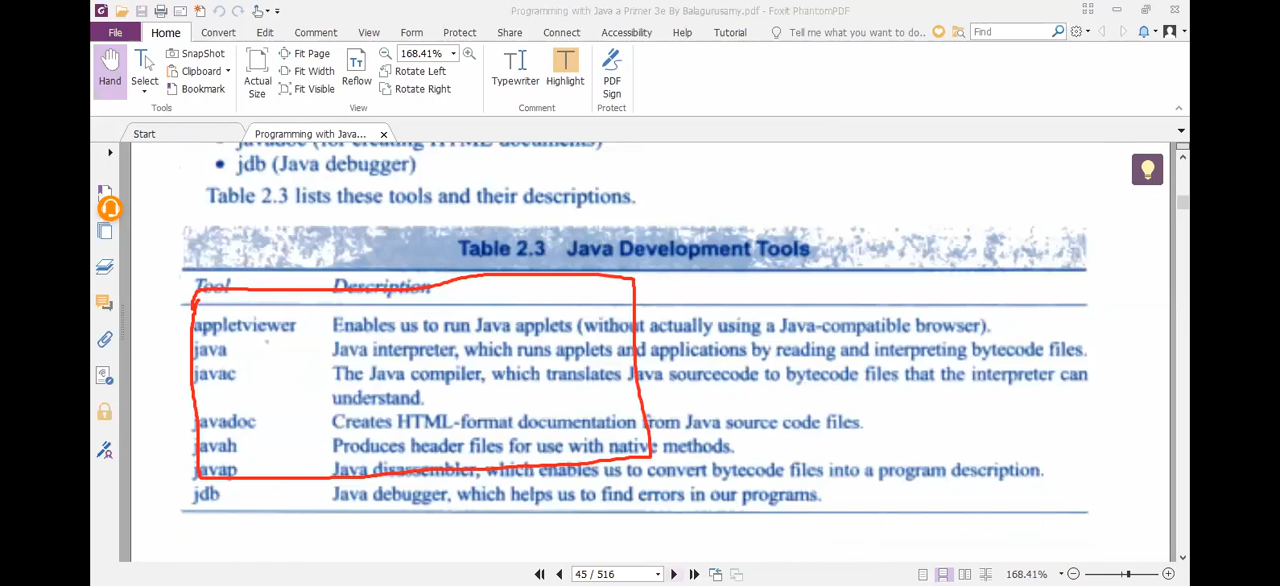 Programming with Java a Primer 3e By Balagurusamy.pdf - Foxit PhantomPDF
File Home Convert Edit Comment View Form Protect Share Connect Accessibility Help Tutorial Tell me what you want to do.. Find
Hand
Select
SnapShot
Clipboard
Bookmark
Tools
Actual Size
Fit Page
Fit Width
Fit Visible
Reflow
168.41%
Rotate Left
Rotate Right
View
Typewriter
Highlight
Comment
PDF Sign
Protect
Start Programming with Java...
javadoc (for creating HTML documents)
• jdb (Java debugger)
Table 2.3 lists these tools and their descriptions.
Table 2.3 Java Development Tools
Tool Description
appletviewer Enables us to run Java applets (without actually using a Java-compatible browser).
java Java interpreter, which runs applets and applications by reading and interpreting bytecode files.
javac The Java compiler, which translates Java sourcecode to bytecode files that the interpreter can
understand.
javadoc Creates HTML-format documentation from Java source code files.
javah Produces header files for use with native methods.
javap Java disassembler, which enables us to convert bytecode files into a program description.
jdb Java debugger, which helps us to find errors in our programs.
45 / 516 168.41%